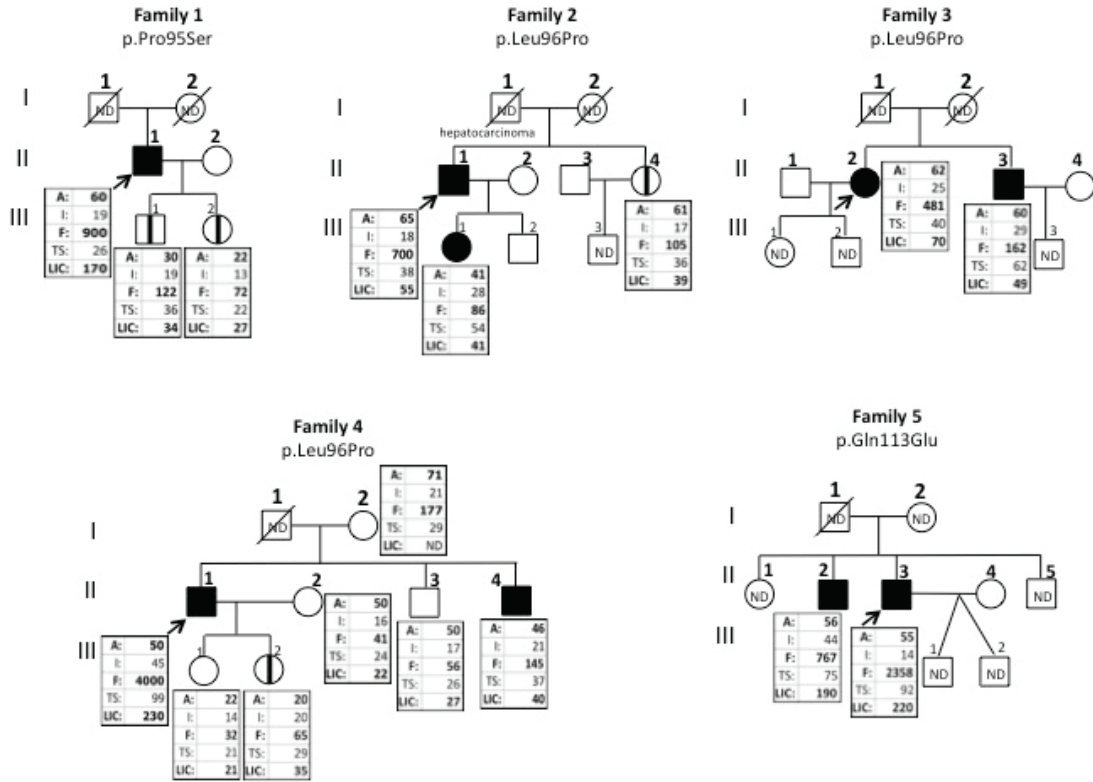 Family 1
p.Pro95Ser
Family 2
p.Leu96Pro
Family 3
p.Leu96Pro
I
1
ND
2
ND
II
1
2
III
1
2
A: 60
I: 19
F: 900
TS: 26
LIC: 170
A: 30
I: 19
F: 122
TS: 36
LIC: 34
A: 22
I: 13
F: 72
TS: 22
LIC: 27
I
1
ND
2
ND
hepatocarcinoma
II
1
2
3
4
III
1
2
3
ND
A: 65
I: 18
F: 700
TS: 38
LIC: 55
A: 41
I: 28
F: 86
TS: 54
LIC: 41
A: 61
I: 17
F: 105
TS: 36
LIC: 39
I
1
ND
2
ND
II
1
2
3
4
III
1
ND
2
ND
3
ND
A: 62
I: 25
F: 481
TS: 40
LIC: 70
A: 60
I: 29
F: 162
TS: 62
LIC: 49
Family 4
p.Leu96Pro
I
1
ND
2
A: 71
I: 21
F: 177
TS: 29
LIC: ND
II
1
2
3
4
III
1
2
A: 50
I: 45
F: 4000
TS: 99
LIC: 230
A: 22
I: 14
F: 32
TS: 21
LIC: 21
A: 20
I: 20
F: 65
TS: 29
LIC: 35
A: 50
I: 16
F: 41
TS: 24
LIC: 22
A: 50
I: 17
F: 56
TS: 26
LIC: 27
A: 46
I: 21
F: 145
TS: 37
LIC: 40
Family 5
p.Gln113Glu
I
1
ND
2
ND
II
1
ND
2
3
4
5
ND
III
1
ND
2
ND
A: 56
I: 44
F: 767
TS: 75
LIC: 190
A: 55
I: 14
F: 2358
TS: 92
LIC: 220